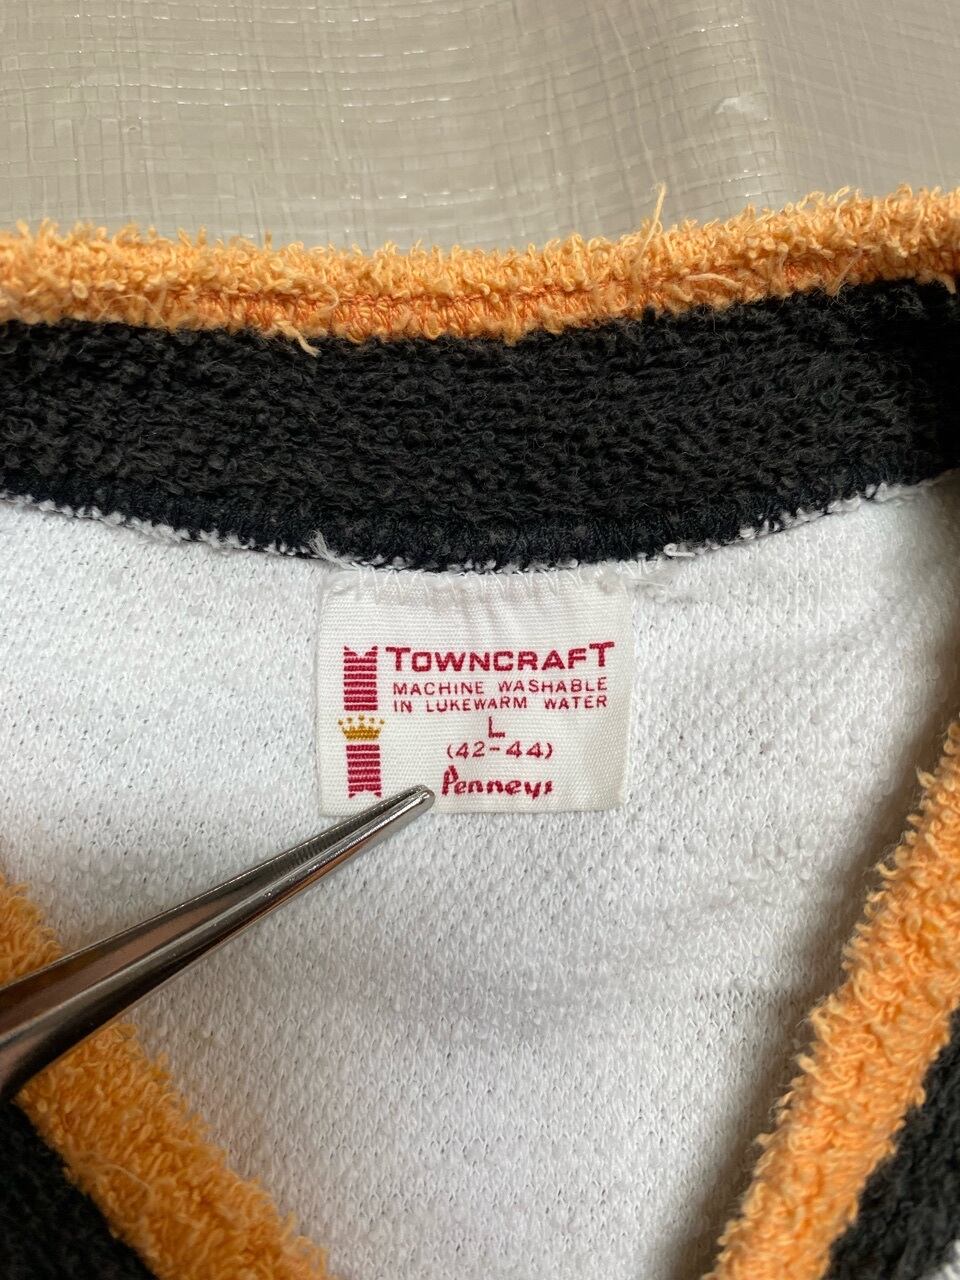 TOWNCRAFT
MACHINE WASHABLE
IN LUKEWARM WATER
L
(42-44)
Penneys